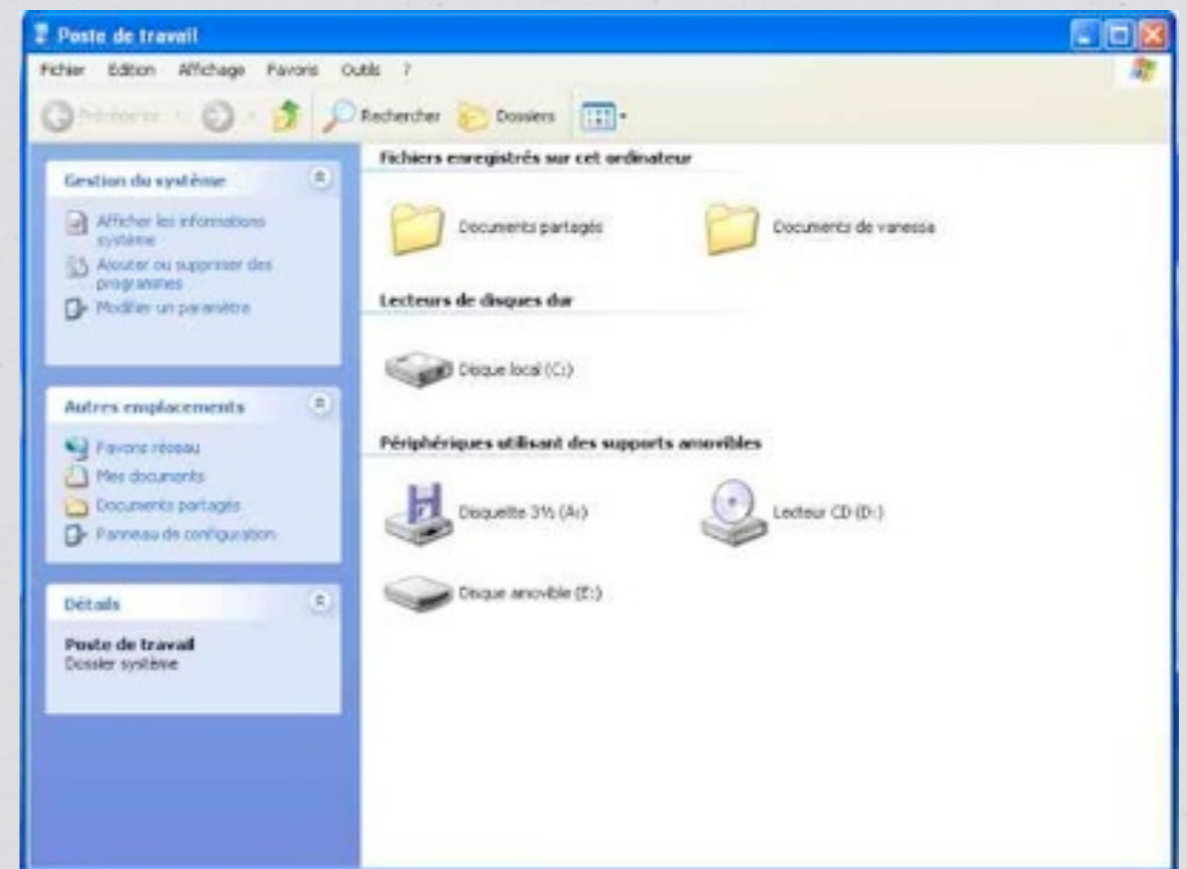 Poste de travail
Fichier Edition Affichage Favoris Outils ?
Précédente Rechercher Dossiers
Gestion du système
Afficher les informations
système
Ajouter ou supprimer des
programmes
Modifier un paramètre
Autres emplacements
Favoris réseau
Mes documents
Documents partagés
Panneau de configuration
Détails
Poste de travail
Dossier système
Fichiers enregistrés sur cet ordinateur
Documents partagés
Documents de vanessa
Lecteurs de disques dur
Disque local (C:)
Périphériques utilisant des supports amovibles
Disquette 3½ (A:)
Lecteur CD (D:)
Disque amovible (E:)